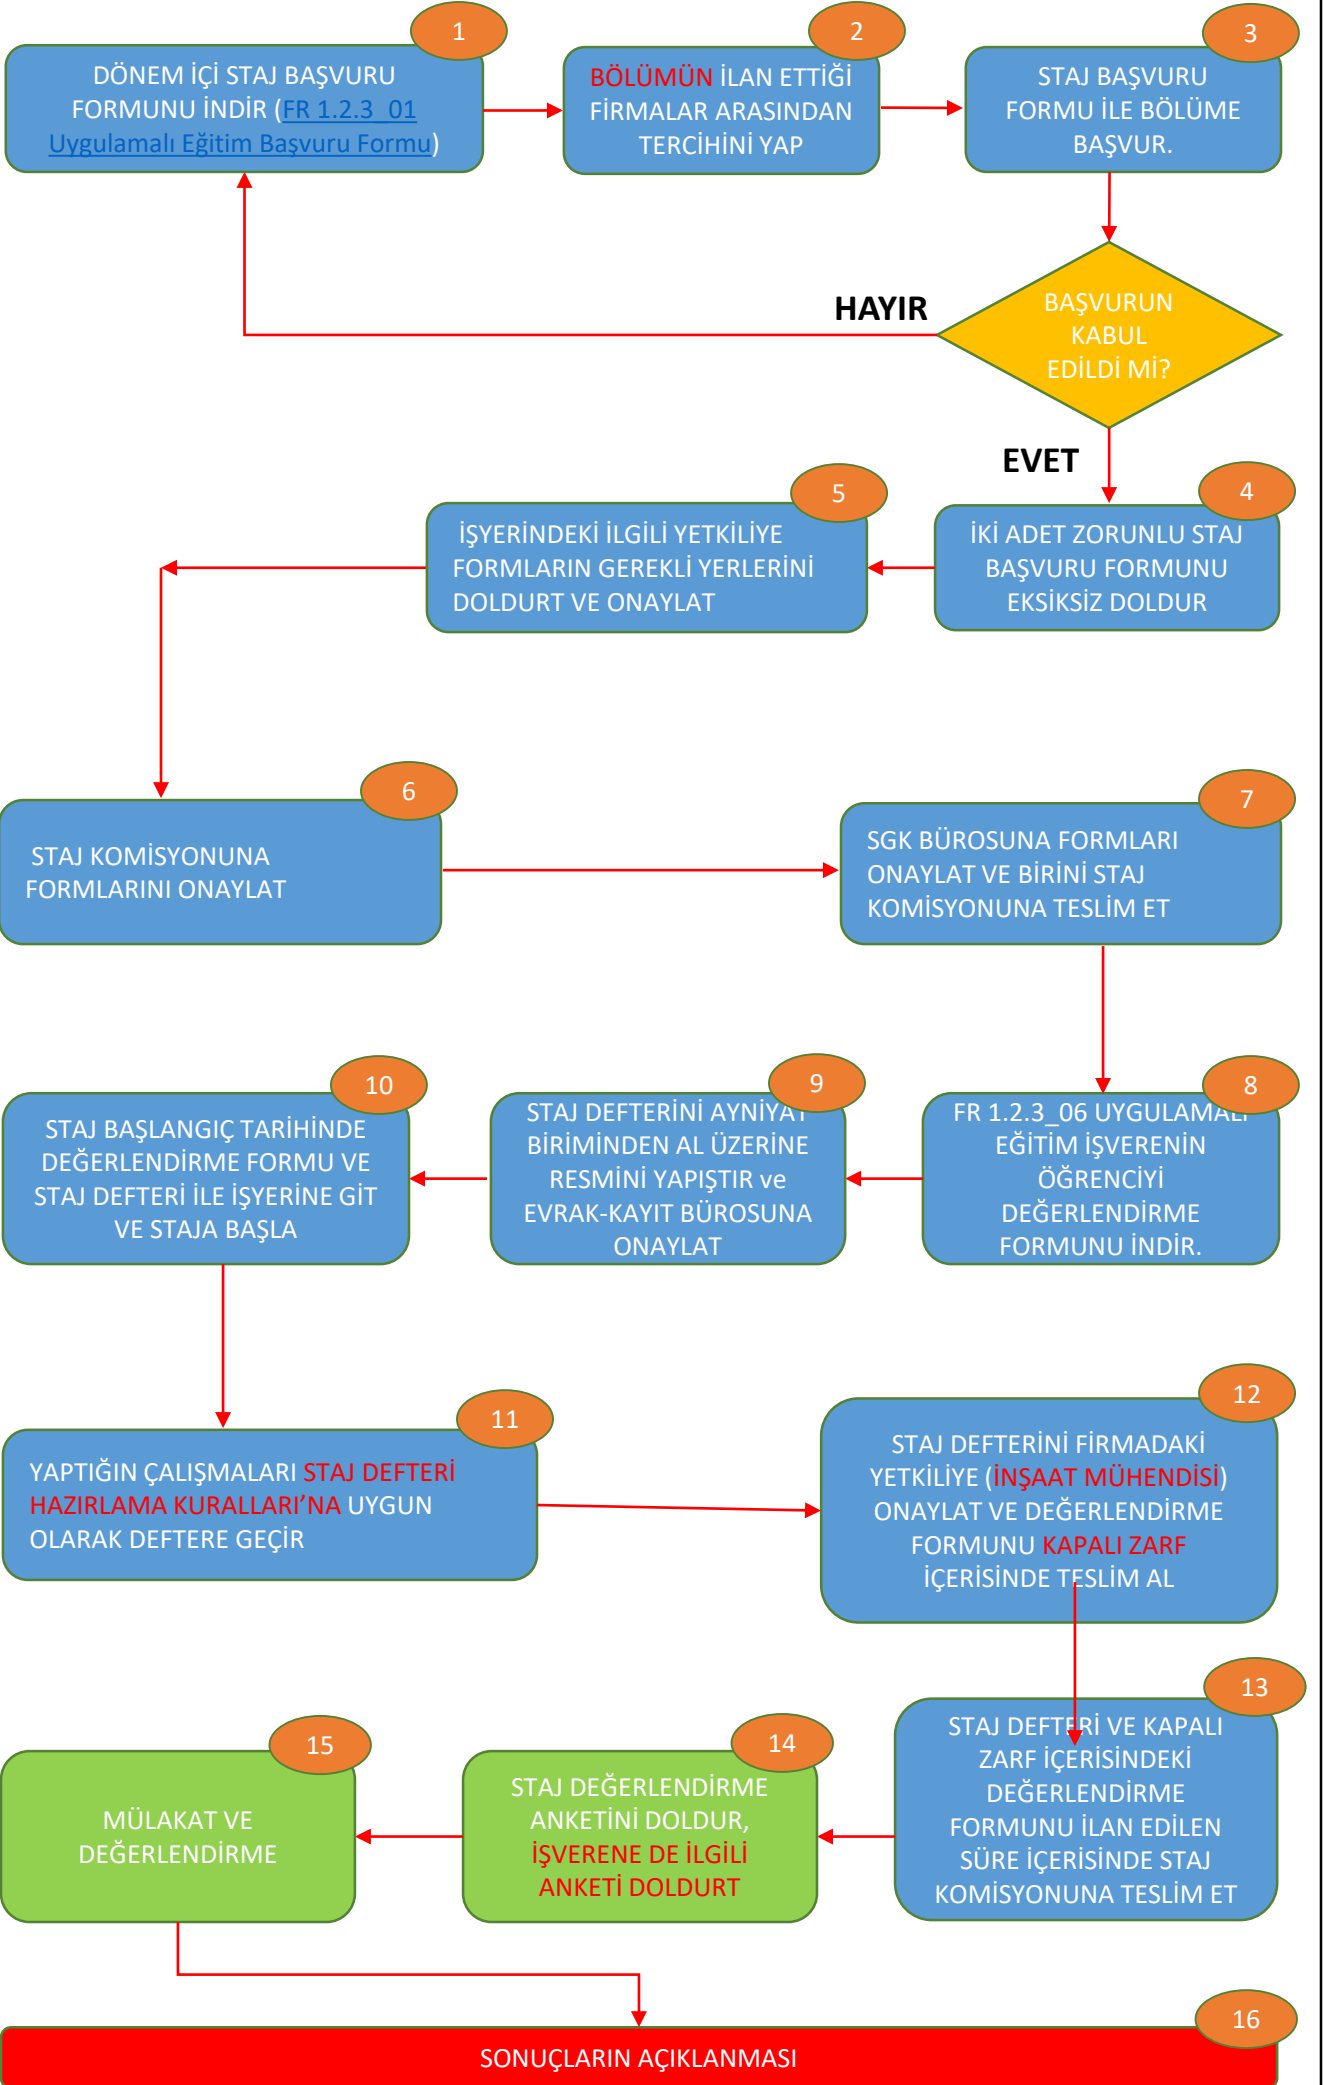 1
DÖNEM İÇİ STAJ BAŞVURU
FORMUNU İNDİR (FR 1.2.3_01
Uygulamalı Eğitim Başvuru Formu)
2
BÖLÜMÜN İLAN ETTİĞİ
FİRMALAR ARASINDAN
TERCİHİNİ YAP
3
STAJ BAŞVURU
FORMU İLE BÖLÜME
BAŞVUR.
HAYIR
BAŞVURUN
KABUL
EDİLDİ Mİ?
EVET
4
İKİ ADET ZORUNLU STAJ
BAŞVURU FORMUNU
EKSİKSİZ DOLDUR
5
İŞYERİNDEKİ İLGİLİ YETKİLİYE
FORMLARIN GEREKLİ YERLERİNİ
DOLDURT VE ONAYLAT
6
STAJ KOMİSYONUNA
FORMLARINI ONAYLAT
7
SGK BÜROSUNA FORMLARI
ONAYLAT VE BİRİNİ STAJ
KOMİSYONUNA TESLİM ET
8
FR 1.2.3_06 UYGULAMALI
EĞİTİM İŞVERENİN
ÖĞRENCİYİ
DEĞERLENDİRME
FORMUNU İNDİR.
9
STAJ DEFTERİNİ AYNİYAT
BİRİMİNDEN AL ÜZERİNE
RESMİNİ YAPIŞTIR ve
EVRAK-KAYIT BÜROSUNA
ONAYLAT
10
STAJ BAŞLANGIÇ TARİHİNDE
DEĞERLENDİRME FORMU VE
STAJ DEFTERİ İLE İŞYERİNE GİT
VE STAJA BAŞLA
11
YAPTIĞIN ÇALIŞMALARI STAJ DEFTERİ
HAZIRLAMA KURALLARI’NA UYGUN
OLARAK DEFTERE GEÇİR
12
STAJ DEFTERİNİ FİRMADAKİ
YETKİLİYE (İNŞAAT MÜHENDİSİ)
ONAYLAT VE DEĞERLENDİRME
FORMUNU KAPALI ZARF
İÇERİSİNDE TESLİM AL
13
STAJ DEFTERİ VE KAPALI
ZARF İÇERİSİNDEKİ
DEĞERLENDİRME
FORMUNU İLAN EDİLEN
SÜRE İÇERİSİNDE STAJ
KOMİSYONUNA TESLİM ET
14
STAJ DEĞERLENDİRME
ANKETİNİ DOLDUR,
İŞVERENE DE İLGİLİ
ANKETİ DOLDURT
15
MÜLAKAT VE
DEĞERLENDİRME
16
SONUÇLARIN AÇIKLANMASI